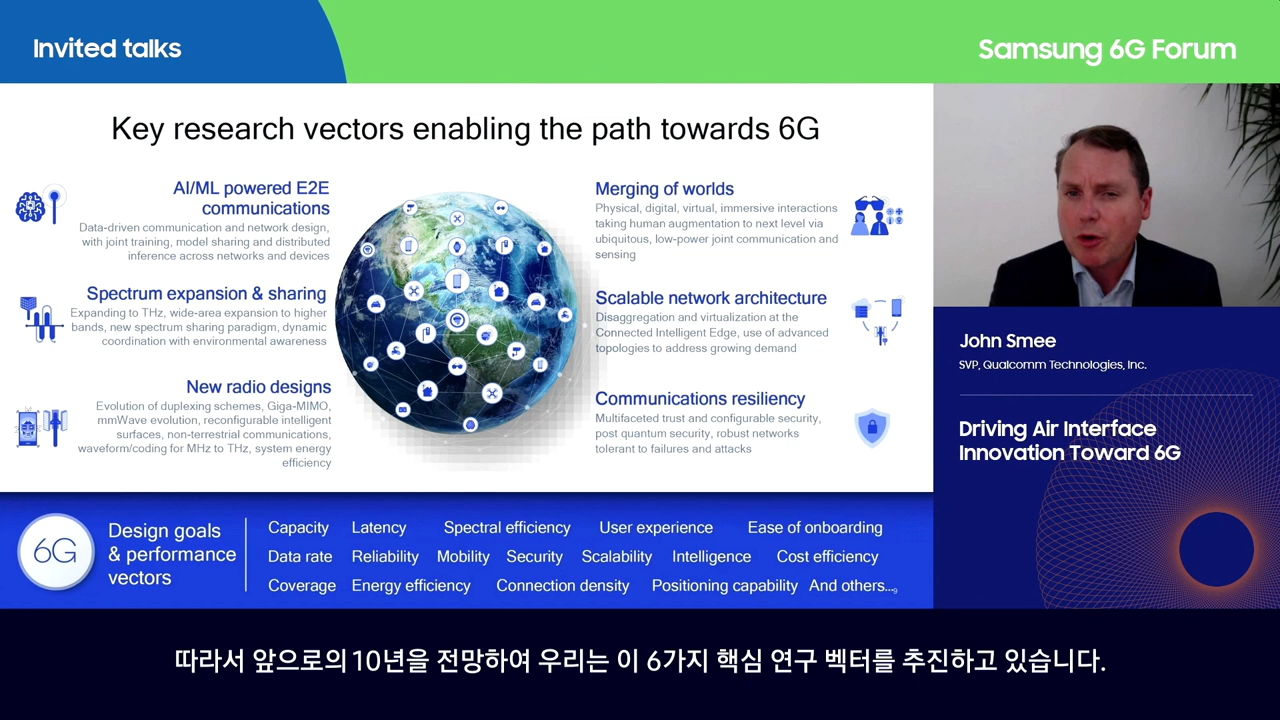 Invited talks
Samsung 6G Forum
Key research vectors enabling the path towards 6G
AI/ML powered E2E
communications
Data-driven communication and network design,
with joint training, model sharing and distributed
inference across networks and devices
Spectrum expansion & sharing
Expanding to THz, wide-area expansion to higher
bands, new spectrum sharing paradigm, dynamic
coordination with environmental awareness
New radio designs
Evolution of duplexing schemes, Giga-MIMO,
mmWave evolution, reconfigurable intelligent
surfaces, non-terrestrial communications,
waveform/coding for MHz to THz, system energy
efficiency
Merging of worlds
Physical, digital, virtual, immersive interactions
taking human augmentation to next level via
ubiquitous, low-power joint communication and
sensing
Scalable network architecture
Disaggregation and virtualization at the
Connected Intelligent Edge, use of advanced
topologies to address growing demand
Communications resiliency
Multifaceted trust and configurable security,
post quantum security, robust networks
tolerant to failures and attacks
6G
Design goals
& performance
vectors
Capacity Latency Spectral efficiency User experience Ease of onboarding
Data rate Reliability Mobility Security Scalability Intelligence Cost efficiency
Coverage Energy efficiency Connection density Positioning capability And others...
9
John Smee
SVP, Qualcomm Technologies, Inc.
Driving Air Interface
Innovation Toward 6G
따라서 앞으로의 10년을 전망하여 우리는 이 6가지 핵심 연구 벡터를 추진하고 있습니다.